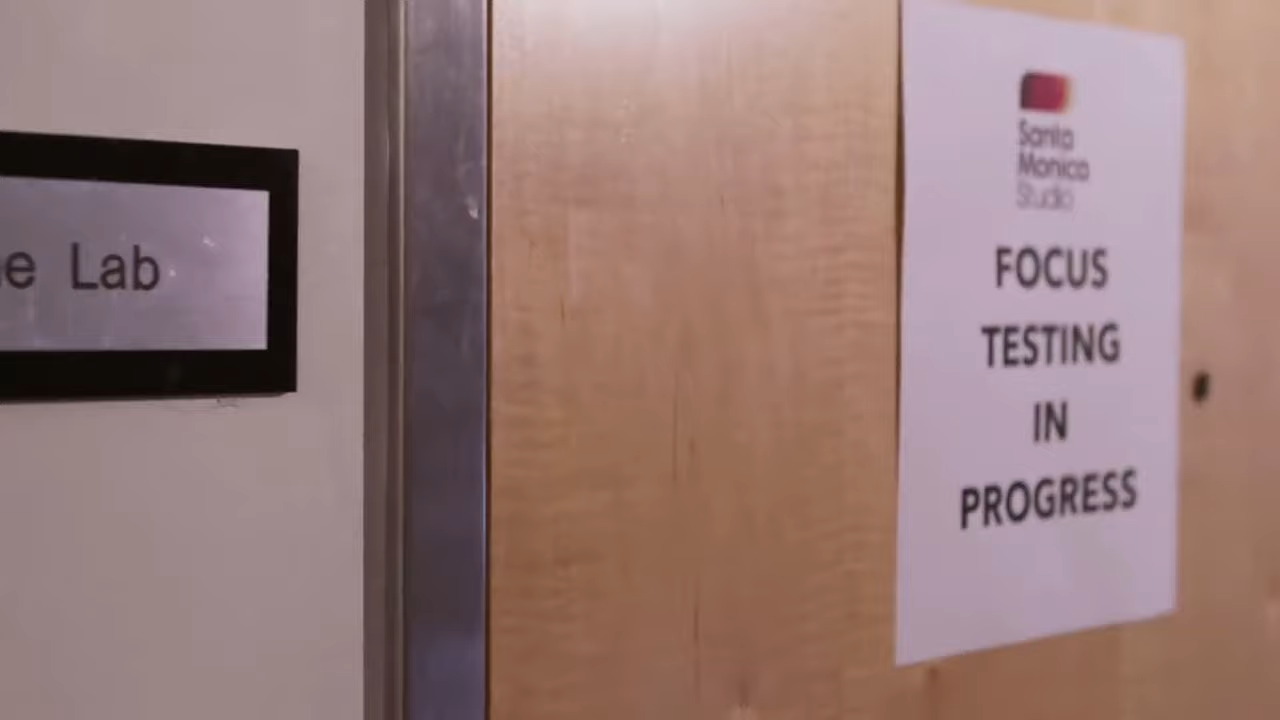 Lab
Santa
Monica
Studio
FOCUS
TESTING
IN
PROGRESS